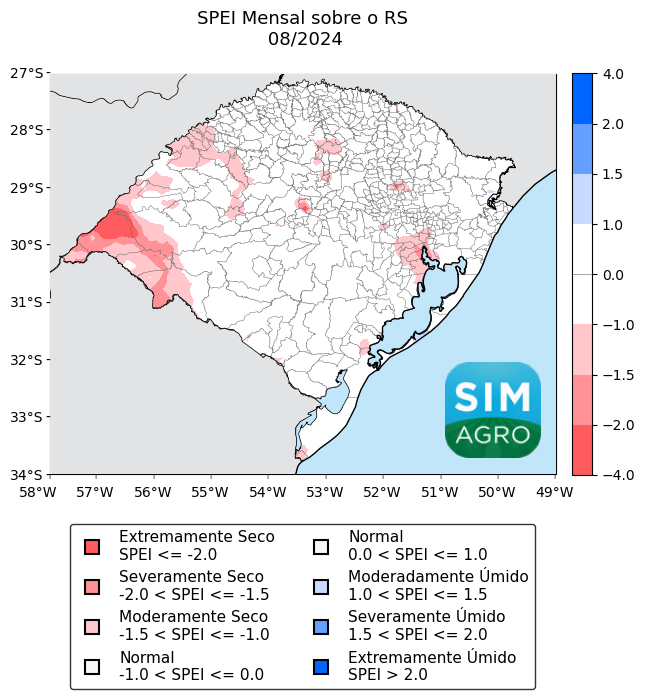 SPEI Mensal sobre o RS
08/2024
27°S
28°S
29°S
30°S
31°S
32°S
33°S
34°S
58°W 57°W 56°W 55°W 54°W 53°W 52°W 51°W 50°W 49°W
4.0
2.0
1.5
1.0
0.0
−1.0
−1.5
−2.0
−4.0
SIM
AGRO
Extremamente Seco
SPEI <= -2.0
Severamente Seco
-2.0 < SPEI <= -1.5
Moderamente Seco
-1.5 < SPEI <= -1.0
Normal
-1.0 < SPEI <= 0.0
Normal
0.0 < SPEI <= 1.0
Moderadamente Úmido
1.0 < SPEI <= 1.5
Severamente Úmido
1.5 < SPEI <= 2.0
Extremamente Úmido
SPEI > 2.0